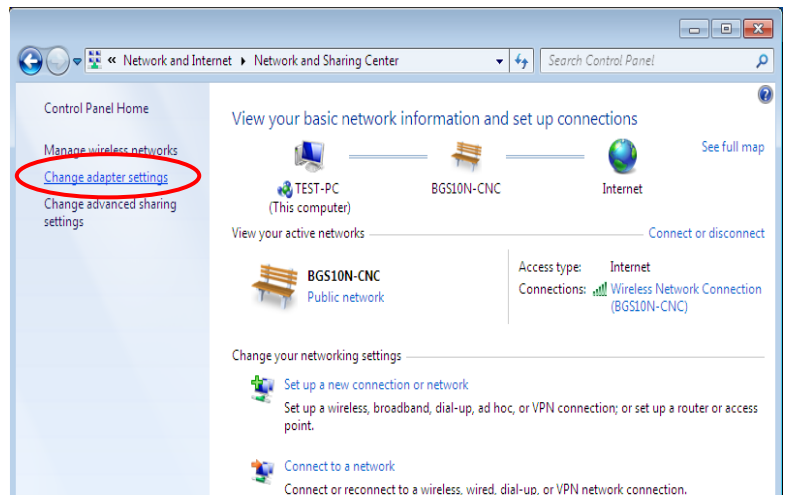 « Network and Internet ▸ Network and Sharing Center
Search Control Panel
Control Panel Home
Manage wireless networks
Change adapter settings
Change advanced sharing
settings
View your basic network information and set up connections
See full map
TEST-PC
(This computer)
BGS10N-CNC
Internet
View your active networks
Connect or disconnect
BGS10N-CNC
Public network
Access type: Internet
Connections: Wireless Network Connection
(BGS10N-CNC)
Change your networking settings
Set up a new connection or network
Set up a wireless, broadband, dial-up, ad hoc, or VPN connection; or set up a router or access
point.
Connect to a network
Connect or reconnect to a wireless, wired, dial-up, or VPN network connection.